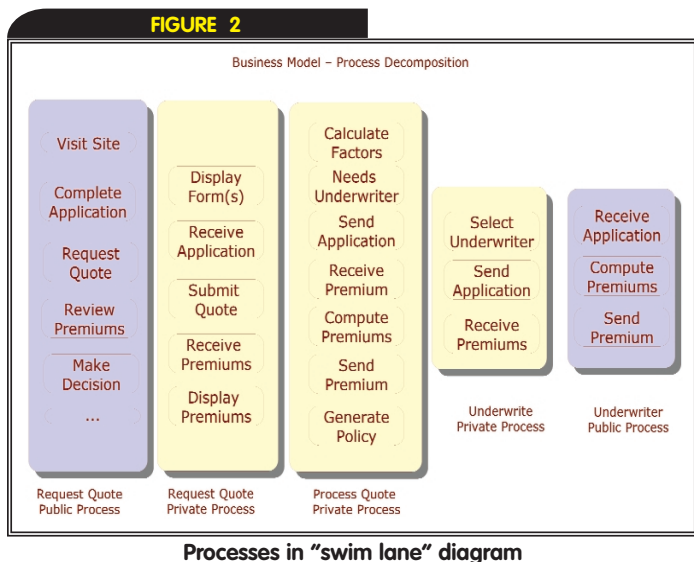 FIGURE 2
Business Model – Process Decomposition
Visit Site
Complete
Application
Request
Quote
Review
Premiums
Make
Decision
...
Request Quote
Public Process
Display
Form(s)
Receive
Application
Submit
Quote
Receive
Premiums
Display
Premiums
Request Quote
Private Process
Calculate
Factors
Needs
Underwriter
Send
Application
Receive
Premium
Compute
Premiums
Send
Premium
Generate
Policy
Process Quote
Private Process
Select
Underwriter
Send
Application
Receive
Premiums
Underwrite
Private Process
Receive
Application
Compute
Premiums
Send
Premium
Underwriter
Public Process
Processes in “swim lane” diagram